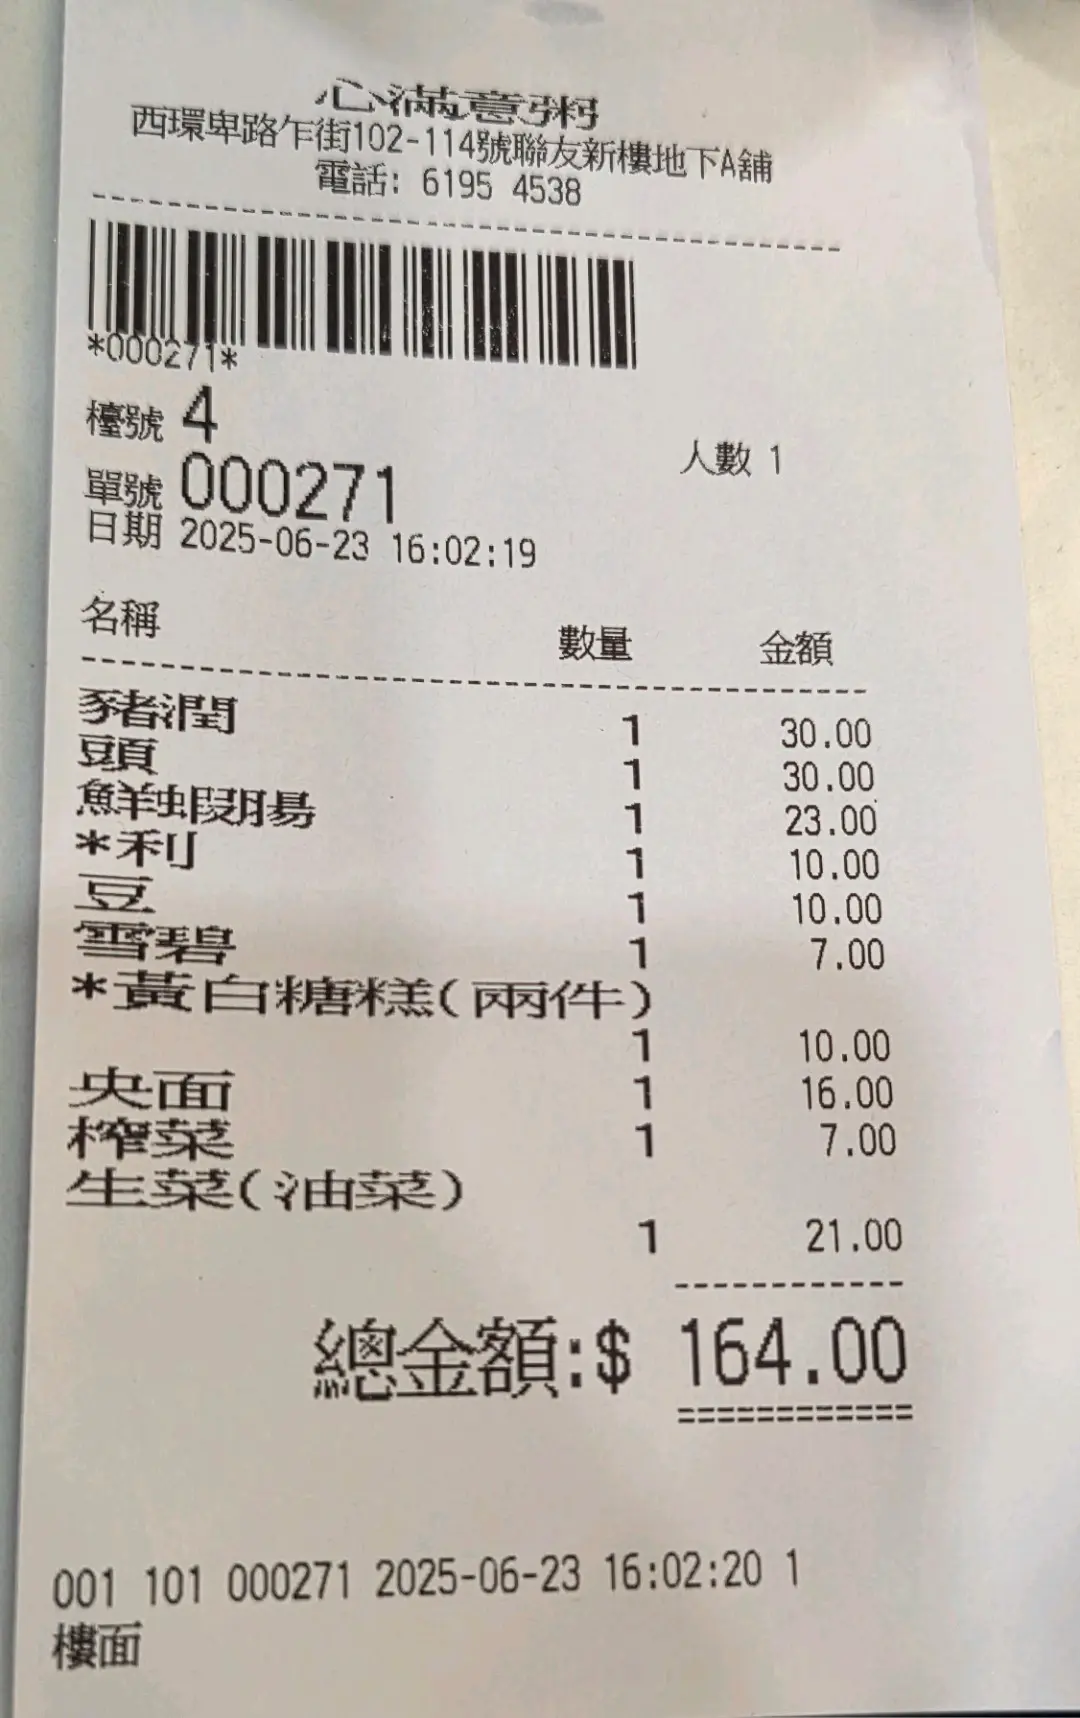 心滿意粥
西環卑路乍街102-114號聯友新樓地下A舖
電話: 6195 4538
*000271*
檯號 4
人數 1
單號 000271
日期 2025-06-23 16:02:19
名稱 數量 金額
豬潤 1 30.00
頭 1 30.00
鮮蝦腸 1 23.00
*利 1 10.00
豆 1 10.00
雪碧 1 7.00
*黃白糖糕(兩件)
1 10.00
央面 1 16.00
榨菜 1 7.00
生菜(油菜)
1 21.00
總金額:$ 164.00
============
001 101 000271 2025-06-23 16:02:20 1
樓面